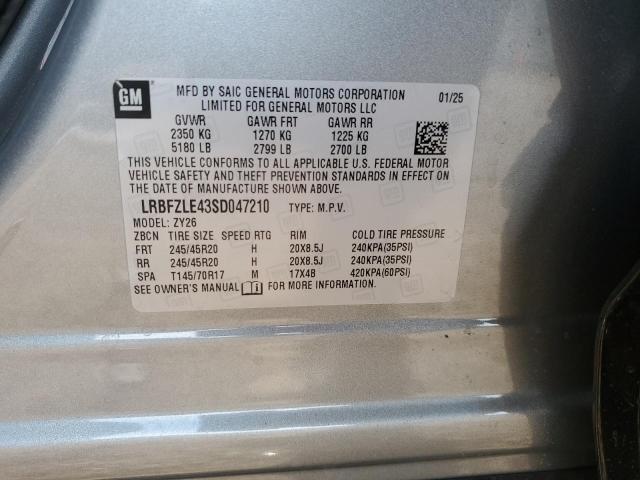 GM
MFD BY SAIC GENERAL MOTORS CORPORATION
LIMITED FOR GENERAL MOTORS LLC
01/25
GVWR GAWR FRT GAWR RR
2350 KG 1270 KG 1225 KG
5180 LB 2799 LB 2700 LB
THIS VEHICLE CONFORMS TO ALL APPLICABLE U.S. FEDERAL MOTOR
VEHICLE SAFETY AND THEFT PREVENTION STANDARDS IN EFFECT ON
THE DATE OF MANUFACTURE SHOWN ABOVE.
LRBFZLE43SD047210 TYPE: M.P.V.
MODEL: ZY26
ZBCN TIRE SIZE SPEED RTG RIM COLD TIRE PRESSURE
FRT 245/45R20 H 20X8.5J 240KPA(35PSI)
RR 245/45R20 H 20X8.5J 240KPA(35PSI)
SPA T145/70R17 M 17X4B 420KPA(60PSI)
SEE OWNER'S MANUAL i FOR MORE INFORMATION.